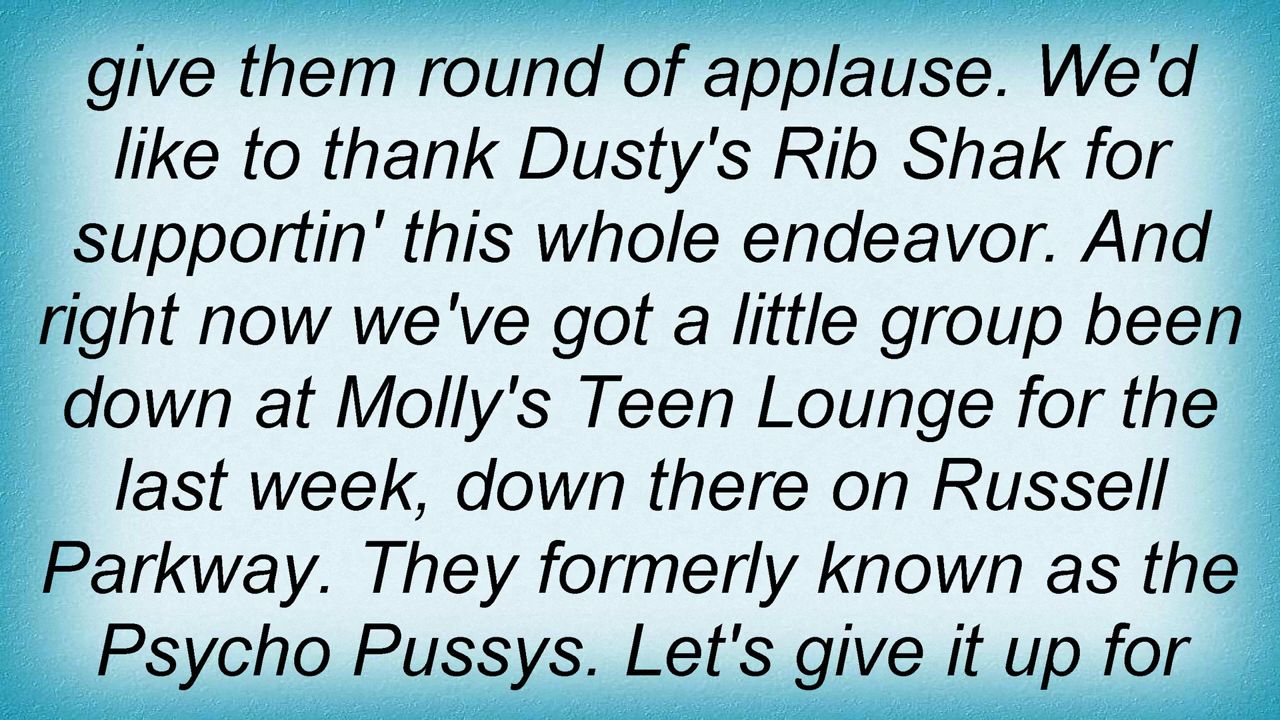 give them round of applause. We'd
like to thank Dusty's Rib Shak for
supportin' this whole endeavor. And
right now we've got a little group been
down at Molly's Teen Lounge for the
last week, down there on Russell
Parkway. They formerly known as the
Psycho Pussys. Let's give it up for